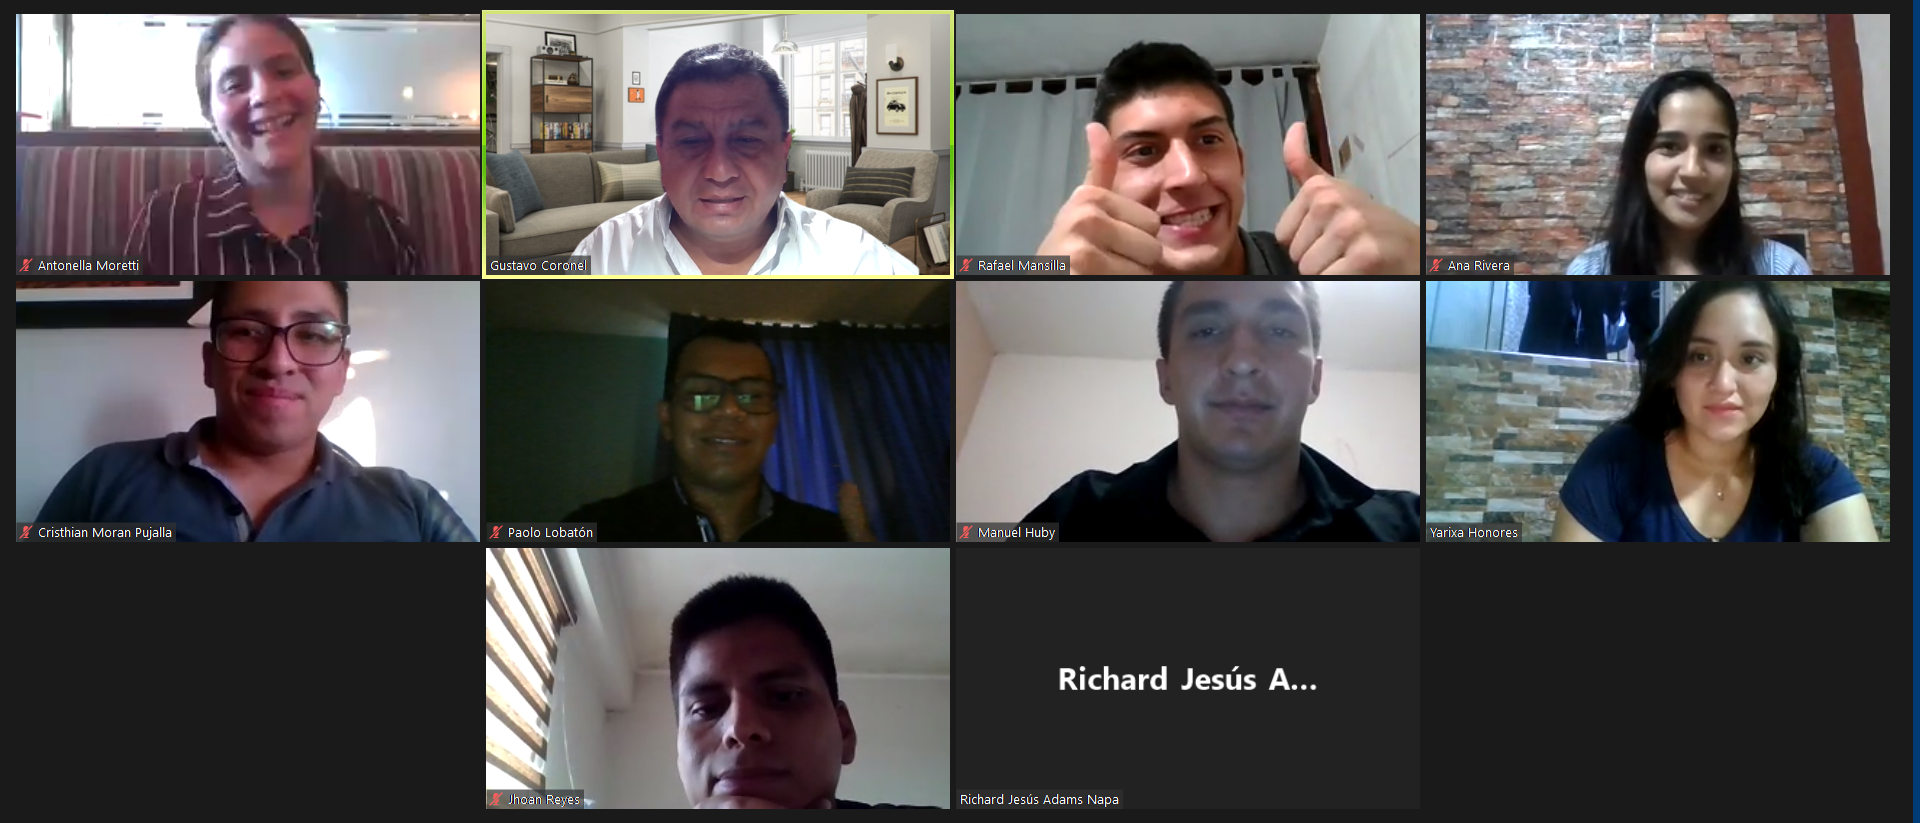 Antonella Moretti
Gustavo Coronel
Rafael Mansilla
Ana Rivera
Cristhian Moran Pujalla
Paolo Lobatón
Manuel Huby
Yarixa Honores
Jhoan Reyes
Richard Jesús A...
Richard Jesús Adams Napa